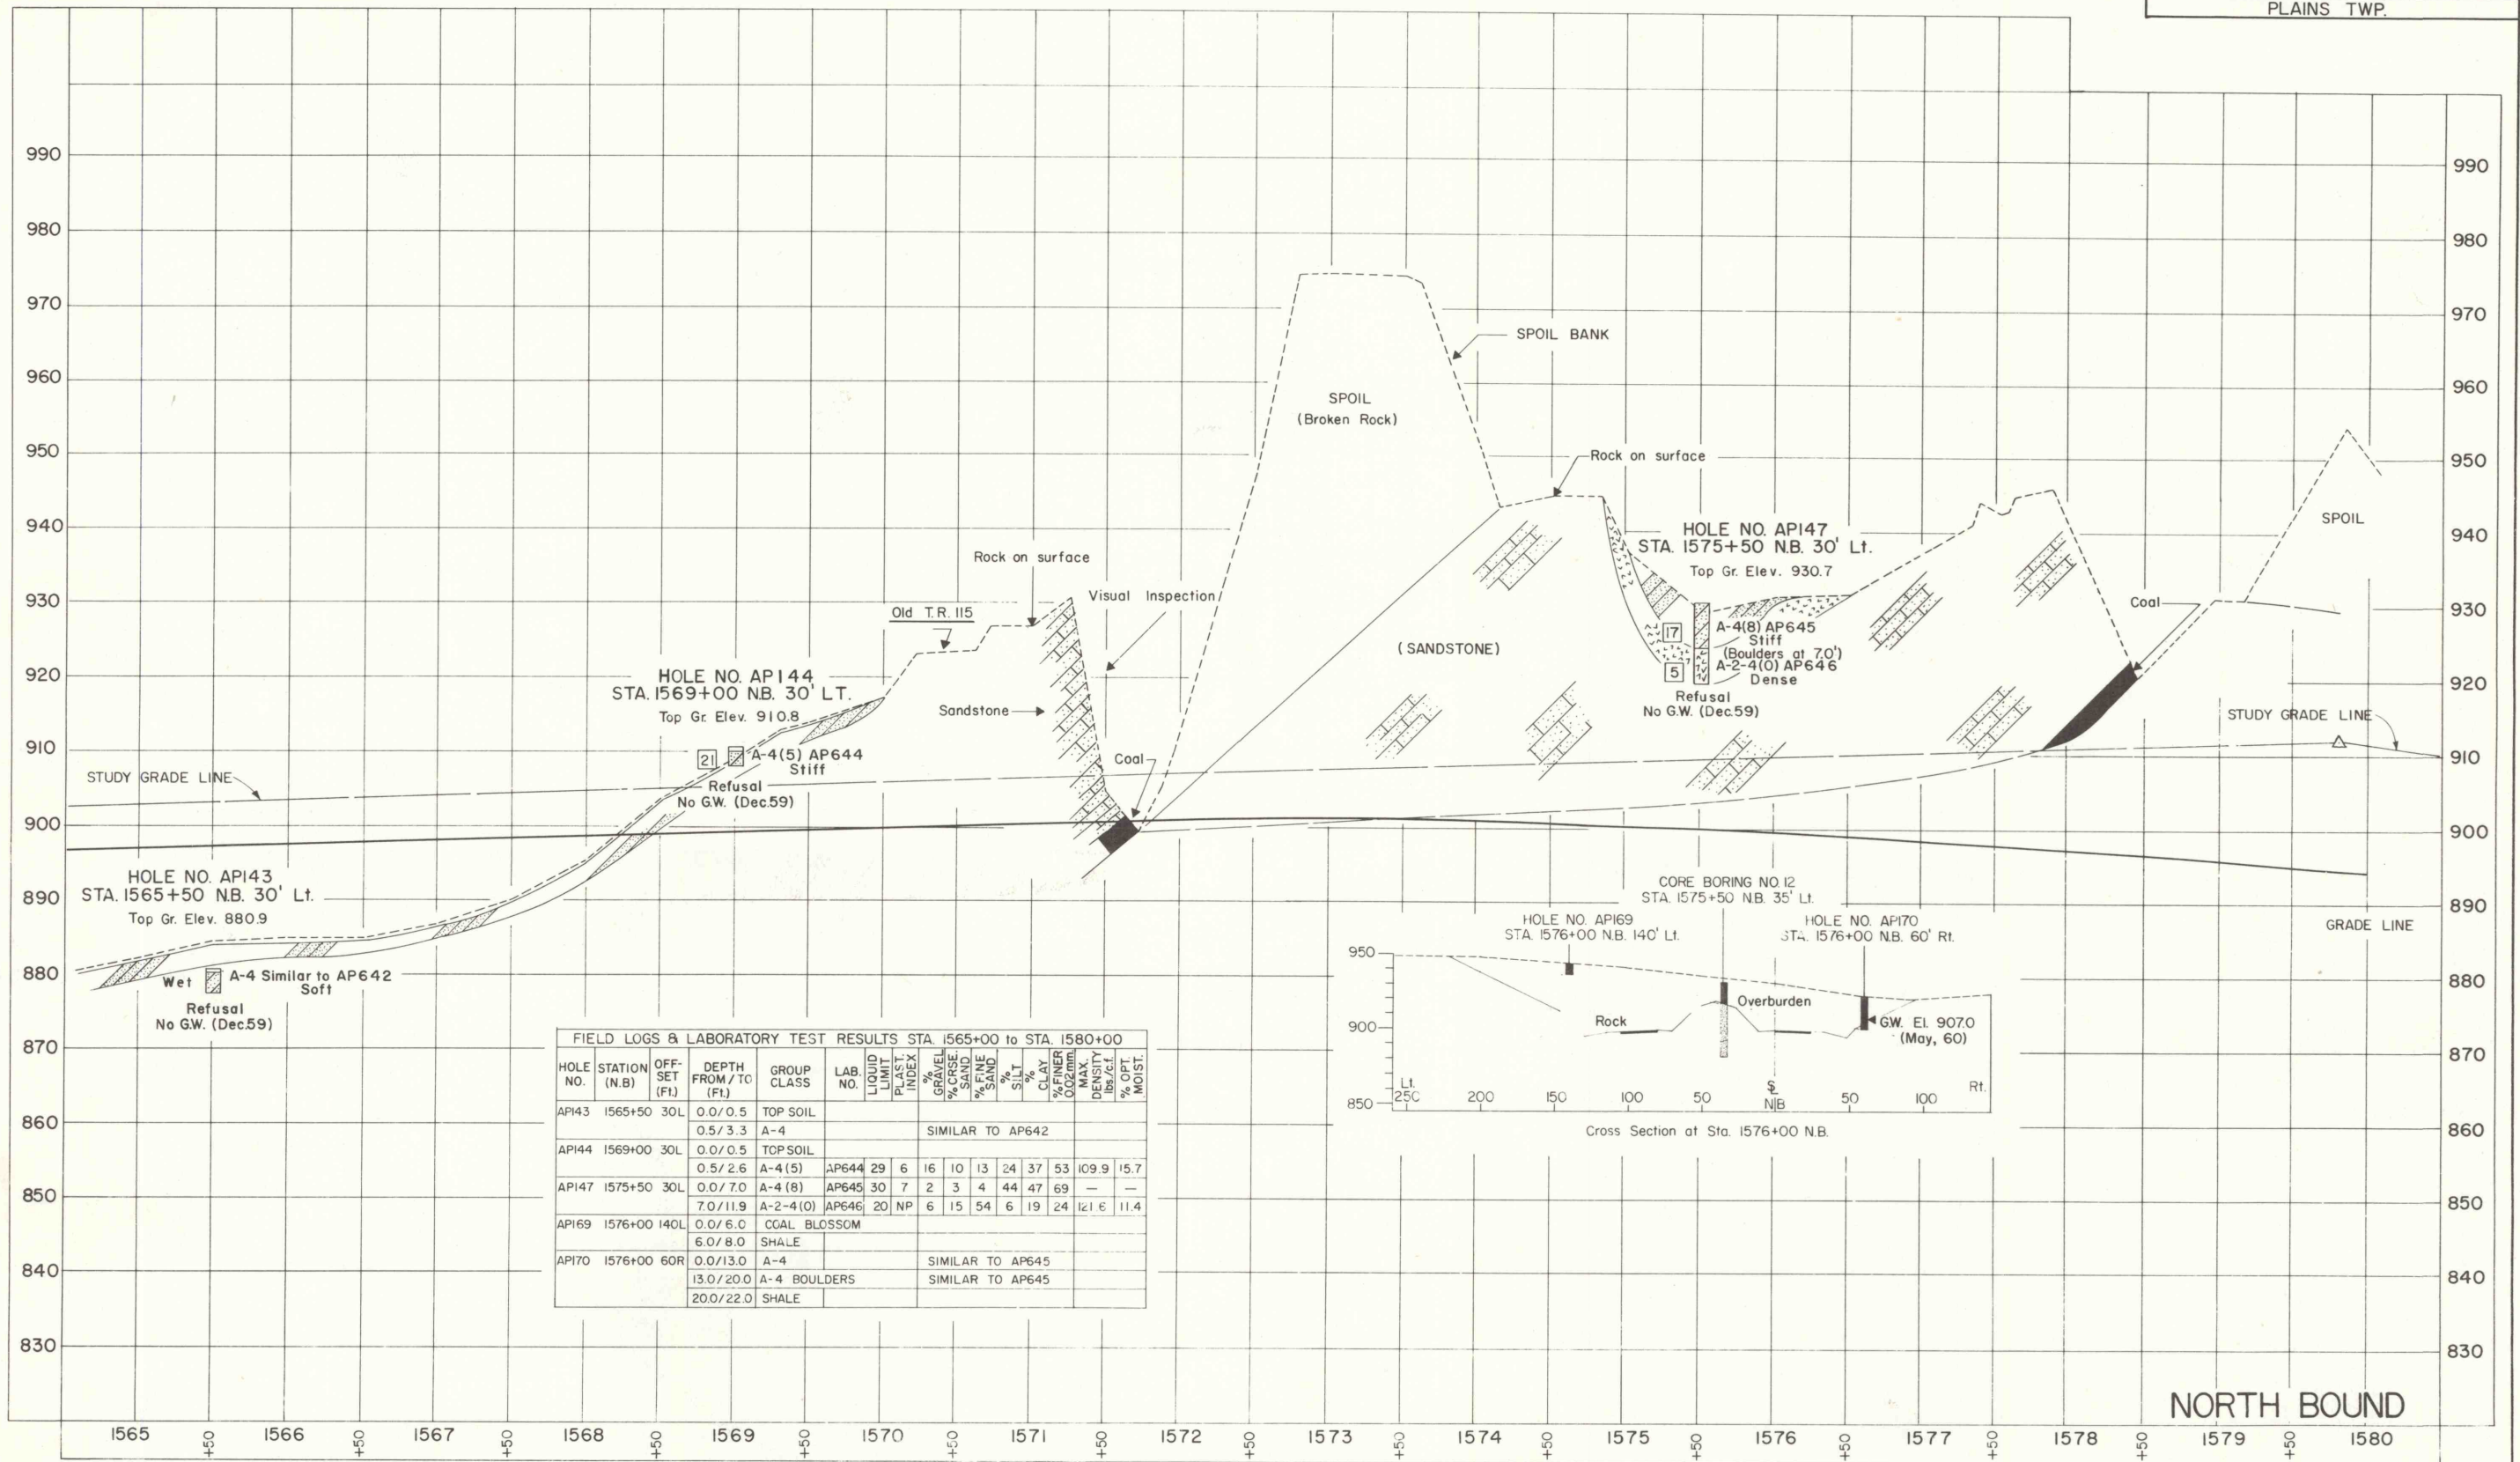 PLAINS TWP.
990
980
970
960
950
940
930
920
910
900
890
880
870
860
850
840
830
990
980
970
960
950
940
930
920
910
900
890
880
870
860
850
840
830
SPOIL BANK
SPOIL
(Broken Rock)
Rock on surface
HOLE NO. AP147
STA. 1575+50 N.B. 30' Lt.
Top Gr. Elev. 930.7
SPOIL
Rock on surface
Visual Inspection
Coal
Old T.R. 115
17
A-4(8) AP645
Stiff
(Boulders at 7.0')
A-2-4(0) AP646
Dense
5
Refusal
No G.W. (Dec.59)
(SANDSTONE)
HOLE NO. AP144
STA. 1569+00 N.B. 30' LT.
Top Gr. Elev. 910.8
Sandstone
STUDY GRADE LINE
21
A-4(5) AP644
Stiff
Refusal
No G.W. (Dec.59)
Coal
STUDY GRADE LINE
HOLE NO. AP143
STA. 1565+50 N.B. 30' Lt.
Top Gr. Elev. 880.9
Wet
A-4 Similar to AP642
Soft
Refusal
No G.W. (Dec.59)
GRADE LINE
CORE BORING NO. 12
STA. 1575+50 N.B. 35' Lt.
HOLE NO. AP169
STA. 1576+00 N.B. 140' Lt.
HOLE NO. AP170
STA. 1576+00 N.B. 60' Rt.
950
900
850
Overburden
Rock
G.W. El. 907.0
(May, 60)
Lt. Rt.
250 200 150 100 50 N|B 50 100
Cross Section at Sta. 1576+00 N.B.
FIELD LOGS & LABORATORY TEST RESULTS STA. 1565+00 to STA. 1580+00
HOLE NO. STATION (N.B) OFF-SET (Ft.) DEPTH FROM / TO (Ft.) GROUP CLASS LAB. NO. LIQUID LIMIT PLAST. INDEX % GRAVEL % CRSE. SAND % FINE SAND % SILT % CLAY % FINER 0.02mm. MAX. DENSITY lbs./c.f. % OPT. MOIST.
AP143 1565+50 30L 0.0/0.5 TOP SOIL
0.5/3.3 A-4 SIMILAR TO AP642
AP144 1569+00 30L 0.0/0.5 TOPSOIL
0.5/2.6 A-4(5) AP644 29 6 16 10 13 24 37 53 109.9 15.7
AP147 1575+50 30L 0.0/7.0 A-4(8) AP645 30 7 2 3 4 44 47 69 — —
7.0/11.9 A-2-4(0) AP646 20 NP 6 15 54 6 19 24 121.6 11.4
AP169 1576+00 140L 0.0/6.0 COAL BLOSSOM
6.0/8.0 SHALE
AP170 1576+00 60R 0.0/13.0 A-4 SIMILAR TO AP645
13.0/20.0 A-4 BOULDERS SIMILAR TO AP645
20.0/22.0 SHALE
NORTH BOUND
1565 +50 1566 +50 1567 +50 1568 +50 1569 +50 1570 +50 1571 +50 1572 +50 1573 +50 1574 +50 1575 +50 1576 +50 1577 +50 1578 +50 1579 +50 1580